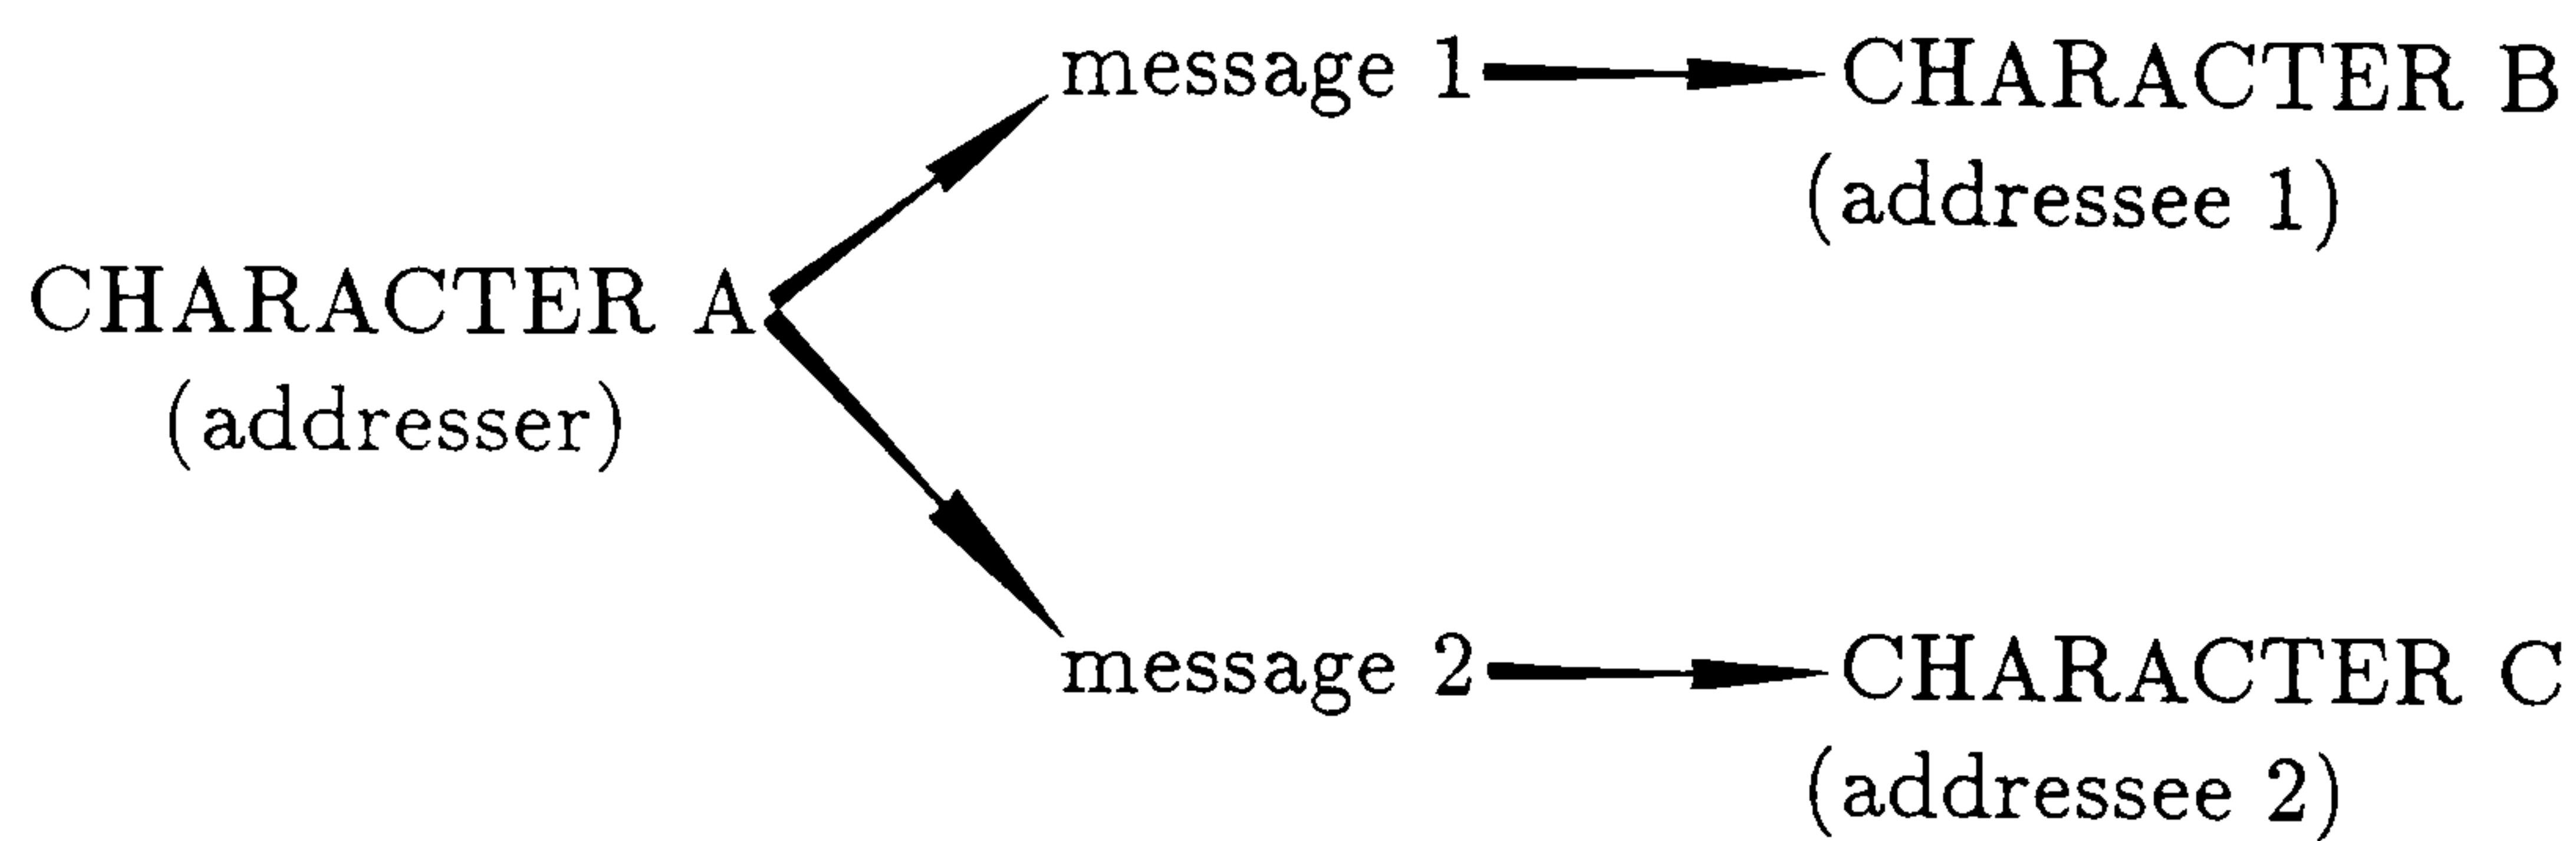 message 1 CHARACTER B
(addressee 1)
CHARACTER A
(addresser)
message 2 CHARACTER C
(addressee 2)